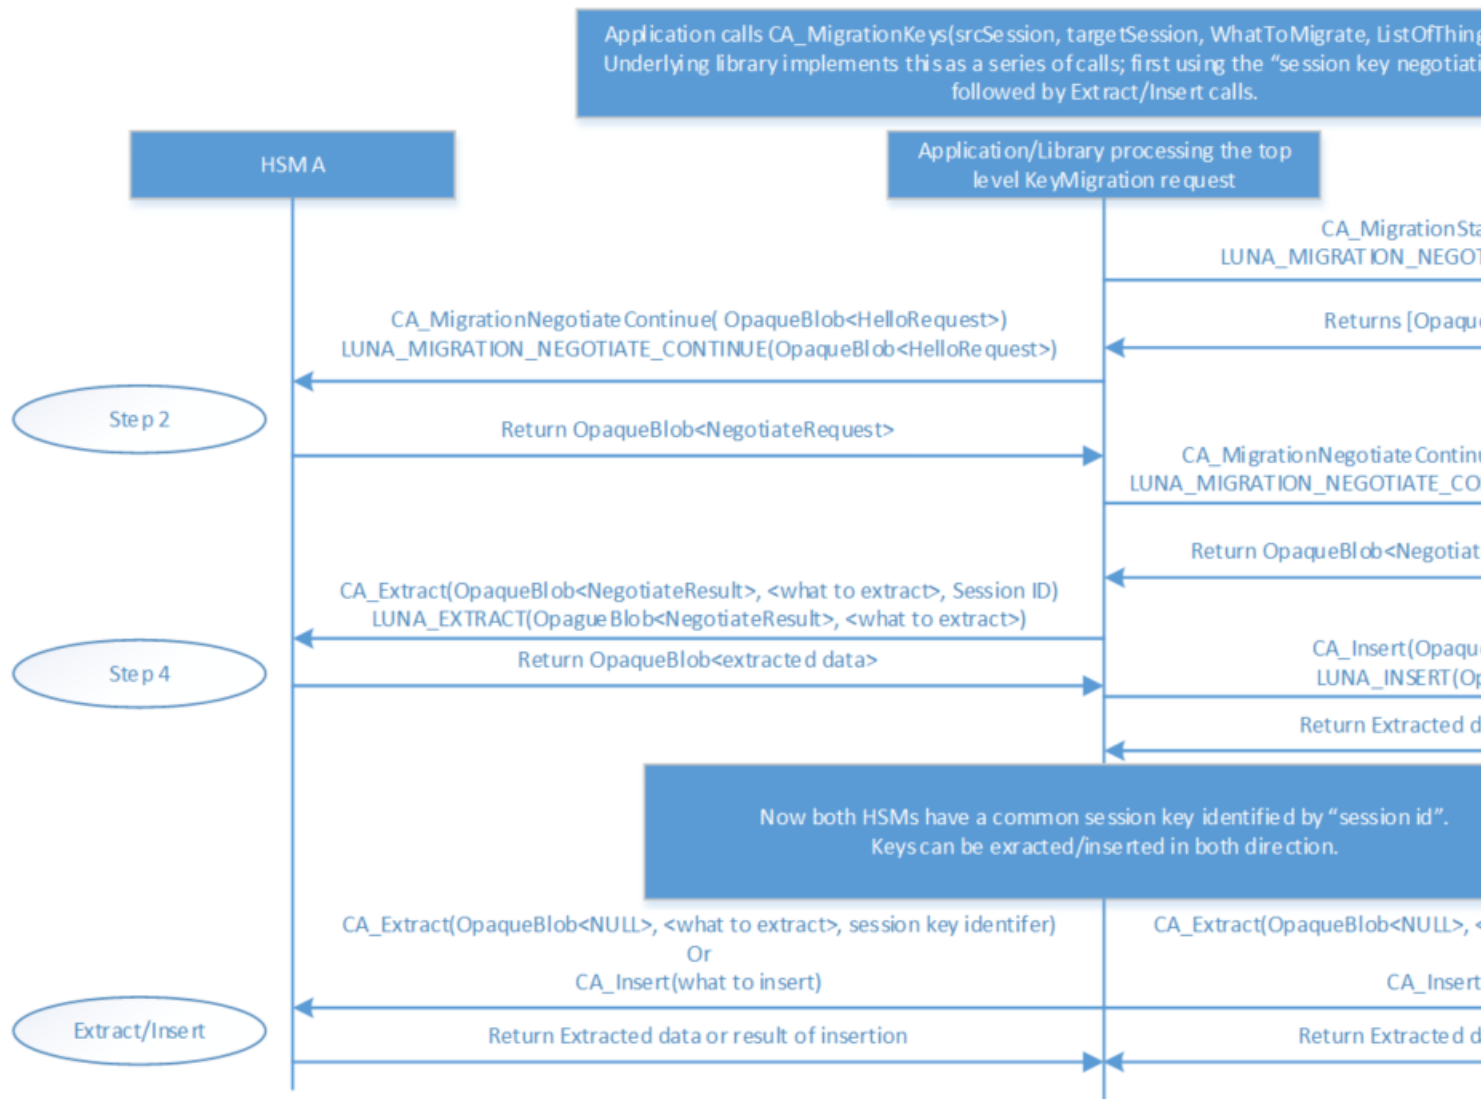 Application calls CA_MigrationKeys(srcSession, targetSession, WhatToMigrate, ListOfThing
Underlying library implements this as a series of calls; first using the “session key negotiati
followed by Extract/Insert calls.
HSM A
Application/Library processing the top
level KeyMigration request
CA_MigrationSta
LUNA_MIGRATION_NEGOT
CA_MigrationNegotiateContinue( OpaqueBlob<HelloRequest>)
LUNA_MIGRATION_NEGOTIATE_CONTINUE(OpaqueBlob<HelloRequest>)
Returns [Opaque
Step 2
Return OpaqueBlob<NegotiateRequest>
CA_MigrationNegotiateContinu
LUNA_MIGRATION_NEGOTIATE_CO
Return OpaqueBlob<Negotiat
CA_Extract(OpaqueBlob<NegotiateResult>, <what to extract>, Session ID)
LUNA_EXTRACT(OpagueBlob<NegotiateResult>, <what to extract>)
Step 4
Return OpaqueBlob<extracted data>
CA_Insert(Opaque
LUNA_INSERT(Op
Return Extracted d
Now both HSMs have a common session key identified by “session id”.
Keys can be exracted/inserted in both direction.
CA_Extract(OpaqueBlob<NULL>, <what to extract>, session key identifer)
Or
CA_Insert(what to insert)
CA_Extract(OpaqueBlob<NULL>, <
CA_Insert
Extract/Insert
Return Extracted data or result of insertion
Return Extracted d